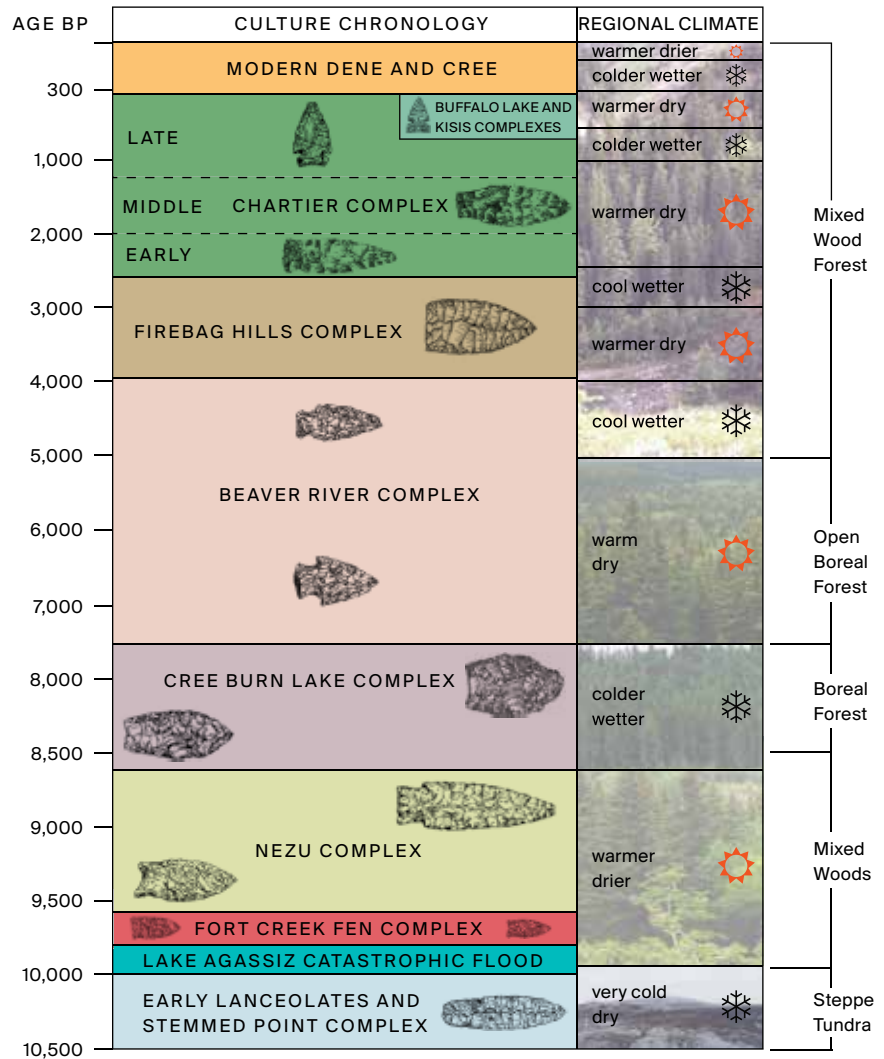 AGE BP
CULTURE CHRONOLOGY
REGIONAL CLIMATE
300
1,000
2,000
3,000
4,000
5,000
6,000
7,000
8,000
8,500
9,000
9,500
10,000
10,500
MODERN DENE AND CREE
BUFFALO LAKE AND
KISIS COMPLEXES
LATE
MIDDLE
CHARTIER COMPLEX
EARLY
FIREBAG HILLS COMPLEX
BEAVER RIVER COMPLEX
CREE BURN LAKE COMPLEX
NEZU COMPLEX
FORT CREEK FEN COMPLEX
LAKE AGASSIZ CATASTROPHIC FLOOD
EARLY LANCEOLATES AND
STEMMED POINT COMPLEX
warmer drier
colder wetter
warmer dry
colder wetter
warmer dry
cool wetter
warmer dry
cool wetter
warm
dry
colder
wetter
warmer
drier
very cold
dry
Mixed
Wood
Forest
Open
Boreal
Forest
Boreal
Forest
Mixed
Woods
Steppe
Tundra